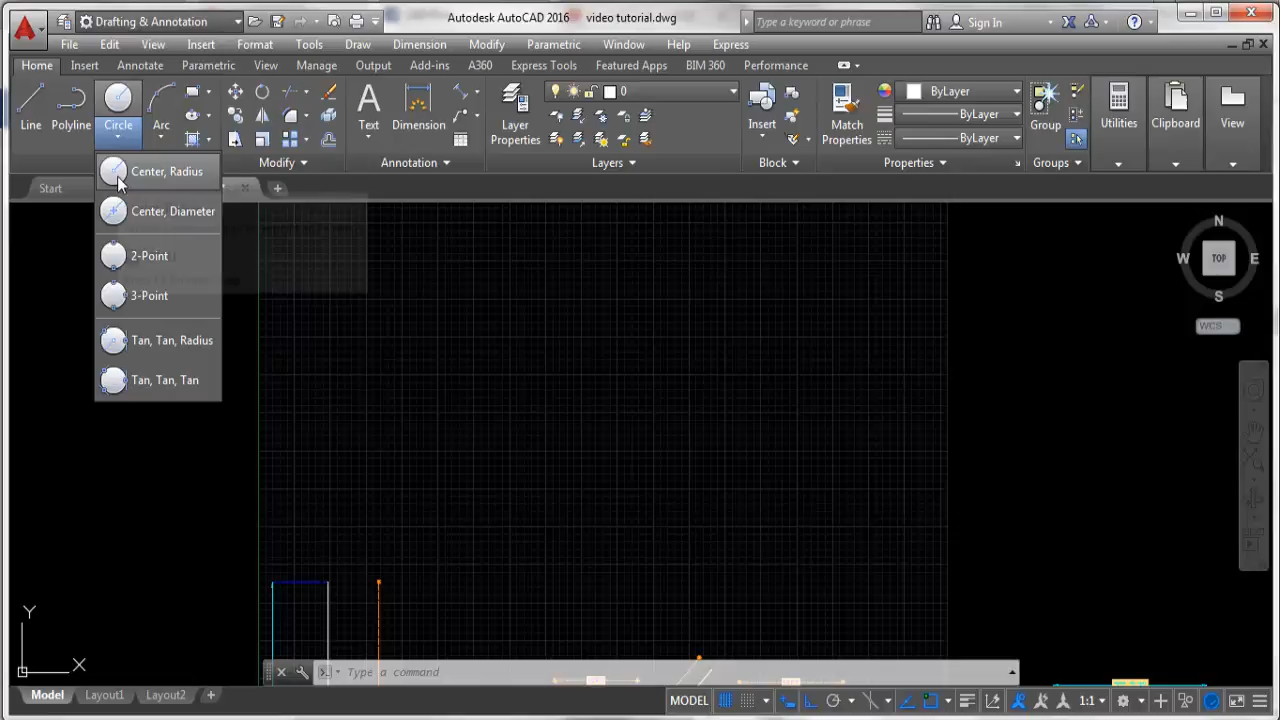 Drafting & Annotation
Autodesk AutoCAD 2016 video tutorial.dwg
Type a keyword or phrase
Sign In
File Edit View Insert Format Tools Draw Dimension Modify Parametric Window Help Express
Home Insert Annotate Parametric View Manage Output Add-ins A360 Express Tools Featured Apps BIM 360 Performance
0
ByLayer
ByLayer
ByLayer
Line Polyline Circle Arc
Text Dimension
Layer Properties
Insert
Match Properties
Group
Utilities Clipboard View
Modify Annotation Layers Block Properties Groups
Start
Center, Radius
Center, Diameter
2-Point
3-Point
Tan, Tan, Radius
Tan, Tan, Tan
N
W TOP E
S
WCS
Y
X
Type a command
Model Layout1 Layout2
MODEL
1:1